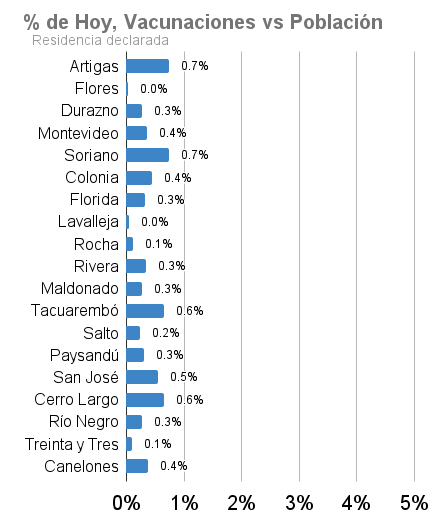 % de Hoy, Vacunaciones vs Población
Residencia declarada
Artigas 0.7%
Flores 0.0%
Durazno 0.3%
Montevideo 0.4%
Soriano 0.7%
Colonia 0.4%
Florida 0.3%
Lavalleja 0.0%
Rocha 0.1%
Rivera 0.3%
Maldonado 0.3%
Tacuarembó 0.6%
Salto 0.2%
Paysandú 0.3%
San José 0.5%
Cerro Largo 0.6%
Río Negro 0.3%
Treinta y Tres 0.1%
Canelones 0.4%
0% 1% 2% 3% 4% 5%